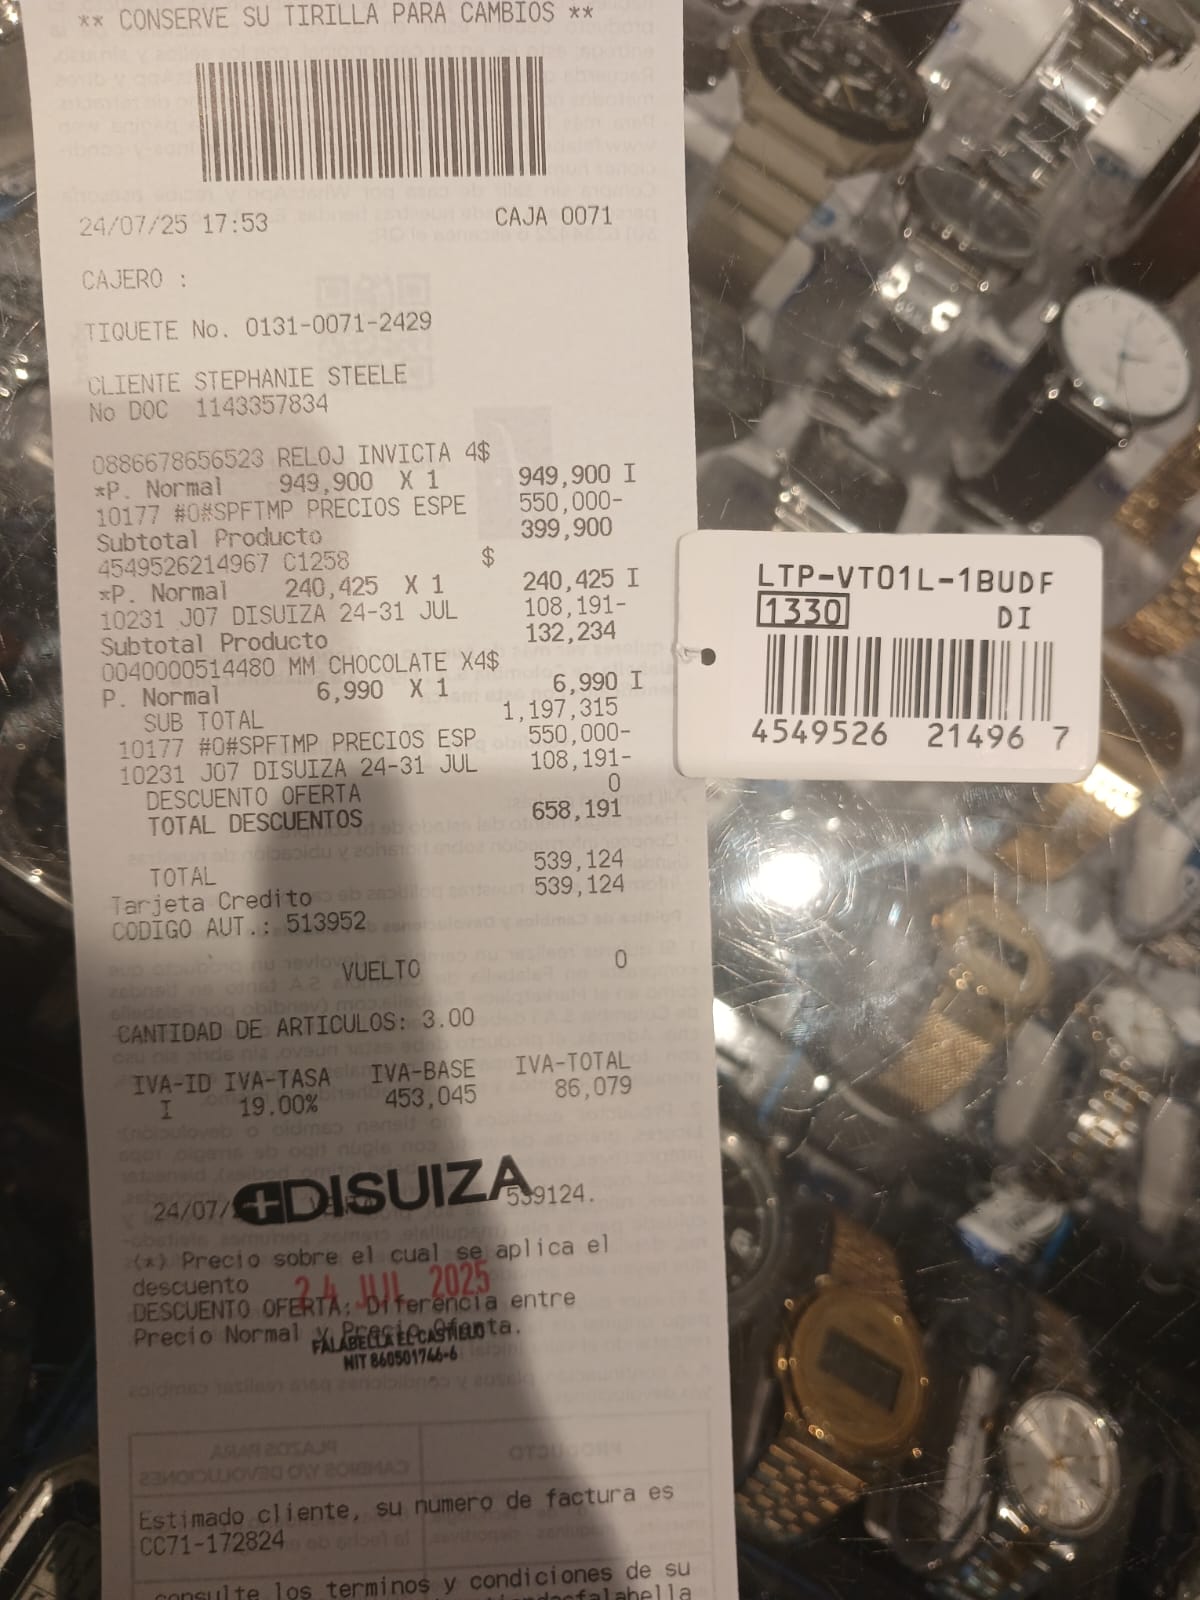 ** CONSERVE SU TIRILLA PARA CAMBIOS **
24/07/25 17:53 CAJA 0071
CAJERO :
TIQUETE No. 0131-0071-2429
CLIENTE STEPHANIE STEELE
No DOC 1143357834
0886678656523 RELOJ INVICTA 4$
*P. Normal 949,900 X 1 949,900 I
10177 #0#SPFTMP PRECIOS ESPE 550,000-
Subtotal Producto 399,900
4549526214967 C1258 $
*P. Normal 240,425 X 1 240,425 I
10231 J07 DISUIZA 24-31 JUL 108,191-
Subtotal Producto 132,234
0040000514480 MM CHOCOLATE X4$
P. Normal 6,990 X 1 6,990 I
SUB TOTAL 1,197,315
10177 #0#SPFTMP PRECIOS ESP 550,000-
10231 J07 DISUIZA 24-31 JUL 108,191-
DESCUENTO OFERTA 0
TOTAL DESCUENTOS 658,191
TOTAL 539,124
Tarjeta Credito 539,124
CODIGO AUT.: 513952
VUELTO 0
CANTIDAD DE ARTICULOS: 3.00
IVA-ID IVA-TASA IVA-BASE IVA-TOTAL
I 19.00% 453,045 86,079
DISUIZA
24/07/ 539124.
(*) Precio sobre el cual se aplica el
descuento
24 JUL 2025
DESCUENTO OFERTA: Diferencia entre
Precio Normal y Precio Oferta.
FALABELLA EL CASTILLO
NIT 860501766-6
Estimado cliente, su numero de factura es
CC71-172824
consulte los terminos y condiciones de su
LTP-VT01L-1BUDF
1330 DI
4549526 21496 7